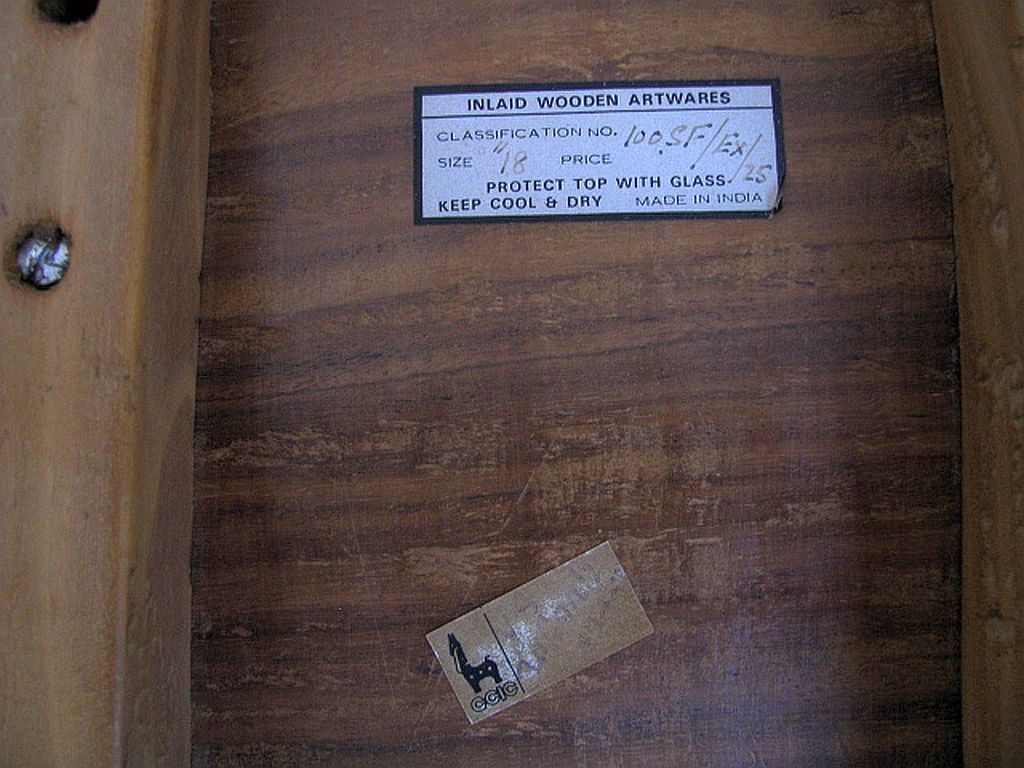 INLAID WOODEN ARTWARES
CLASSIFICATION NO. 100.SF/Ex/25
SIZE "18 PRICE
PROTECT TOP WITH GLASS.
KEEP COOL & DRY MADE IN INDIA
CCIC